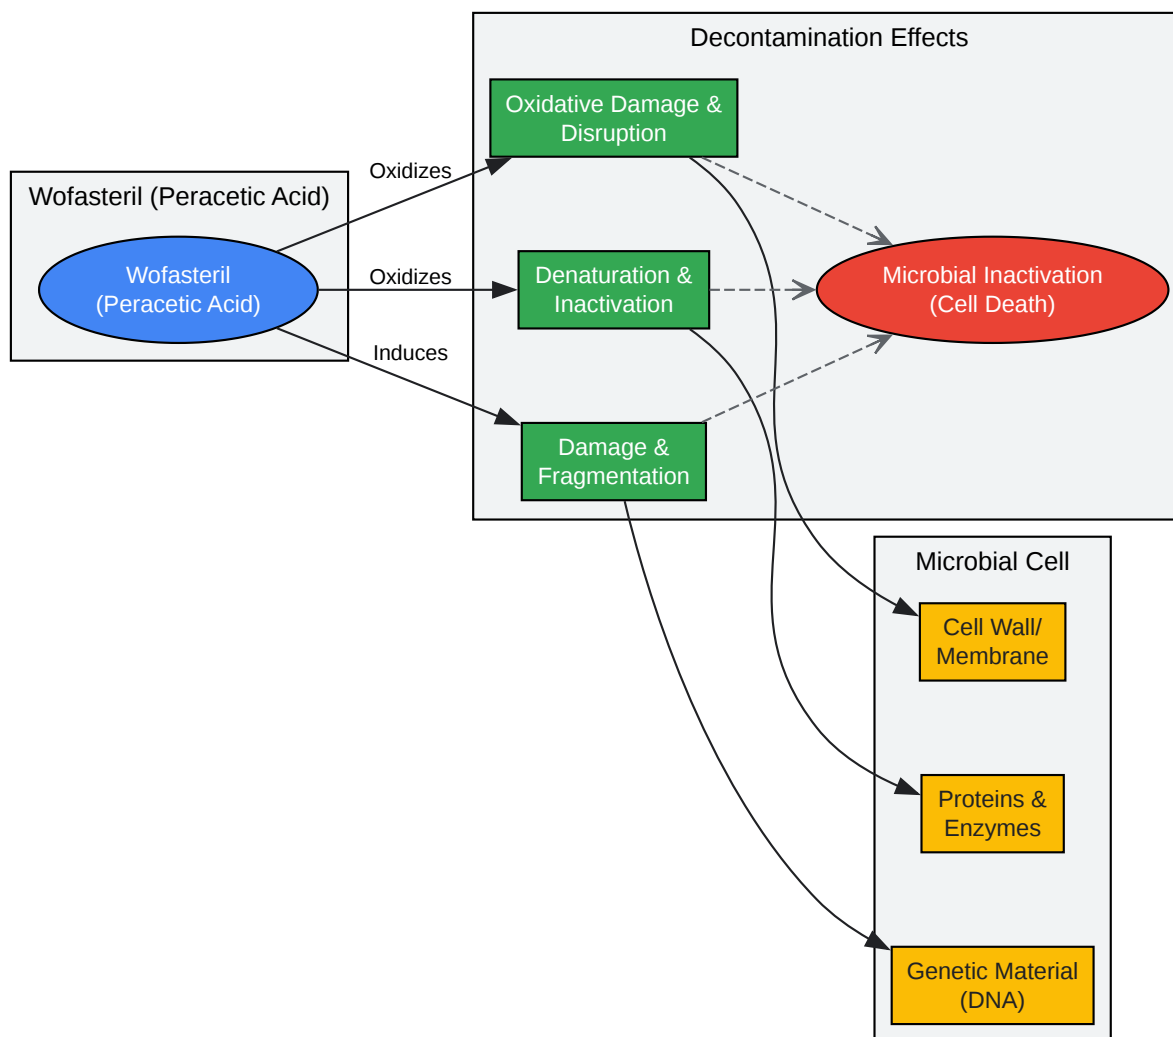 Decontamination Effects
Oxidative Damage &
Disruption
Oxidizes
Wofasteril (Peracetic Acid)
Wofasteril
(Peracetic Acid)
Oxidizes
Denaturation &
Inactivation
Microbial Inactivation
(Cell Death)
Induces
Damage &
Fragmentation
Microbial Cell
Cell Wall/
Membrane
Proteins &
Enzymes
Genetic Material
(DNA)